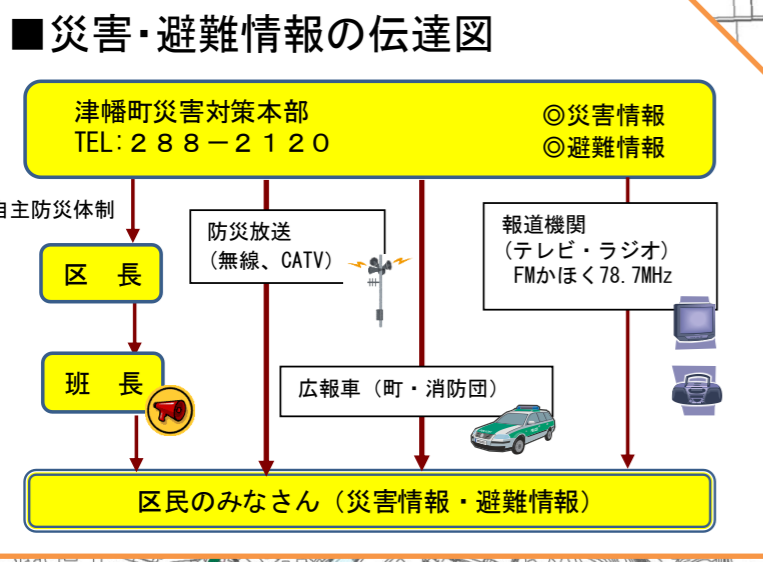 ■災害・避難情報の伝達図
津幡町災害対策本部
TEL:２８８－２１２０
◎災害情報
◎避難情報
自主防災体制
区　長
班　長
防災放送
(無線、CATV)
広報車（町・消防団）
報道機関
(テレビ・ラジオ)
FMかほく78.7MHz
区民のみなさん（災害情報・避難情報）